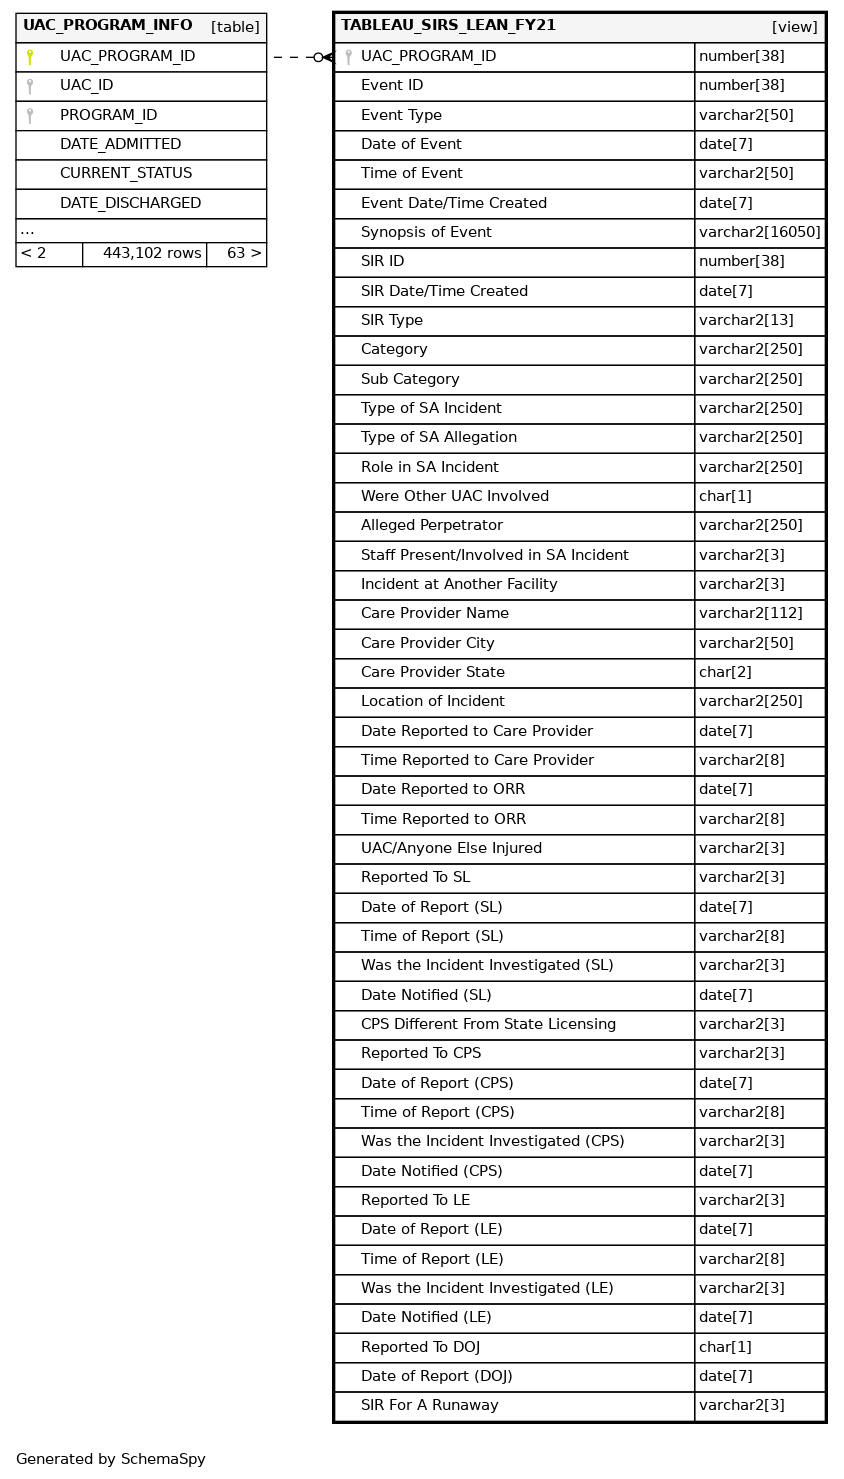 UAC_PROGRAM_INFO [table]
UAC_PROGRAM_ID
UAC_ID
PROGRAM_ID
DATE_ADMITTED
CURRENT_STATUS
DATE_DISCHARGED
...
< 2 443,102 rows 63 >
TABLEAU_SIRS_LEAN_FY21 [view]
UAC_PROGRAM_ID number[38]
Event ID number[38]
Event Type varchar2[50]
Date of Event date[7]
Time of Event varchar2[50]
Event Date/Time Created date[7]
Synopsis of Event varchar2[16050]
SIR ID number[38]
SIR Date/Time Created date[7]
SIR Type varchar2[13]
Category varchar2[250]
Sub Category varchar2[250]
Type of SA Incident varchar2[250]
Type of SA Allegation varchar2[250]
Role in SA Incident varchar2[250]
Were Other UAC Involved char[1]
Alleged Perpetrator varchar2[250]
Staff Present/Involved in SA Incident varchar2[3]
Incident at Another Facility varchar2[3]
Care Provider Name varchar2[112]
Care Provider City varchar2[50]
Care Provider State char[2]
Location of Incident varchar2[250]
Date Reported to Care Provider date[7]
Time Reported to Care Provider varchar2[8]
Date Reported to ORR date[7]
Time Reported to ORR varchar2[8]
UAC/Anyone Else Injured varchar2[3]
Reported To SL varchar2[3]
Date of Report (SL) date[7]
Time of Report (SL) varchar2[8]
Was the Incident Investigated (SL) varchar2[3]
Date Notified (SL) date[7]
CPS Different From State Licensing varchar2[3]
Reported To CPS varchar2[3]
Date of Report (CPS) date[7]
Time of Report (CPS) varchar2[8]
Was the Incident Investigated (CPS) varchar2[3]
Date Notified (CPS) date[7]
Reported To LE varchar2[3]
Date of Report (LE) date[7]
Time of Report (LE) varchar2[8]
Was the Incident Investigated (LE) varchar2[3]
Date Notified (LE) date[7]
Reported To DOJ char[1]
Date of Report (DOJ) date[7]
SIR For A Runaway varchar2[3]
Generated by SchemaSpy